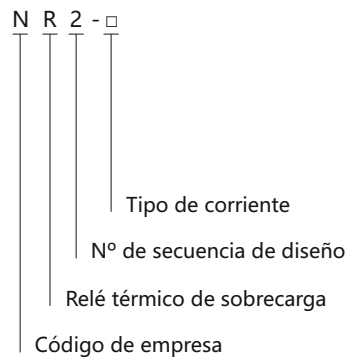 N R 2 - □
Tipo de corriente
Nº de secuencia de diseño
Relé térmico de sobrecarga
Código de empresa